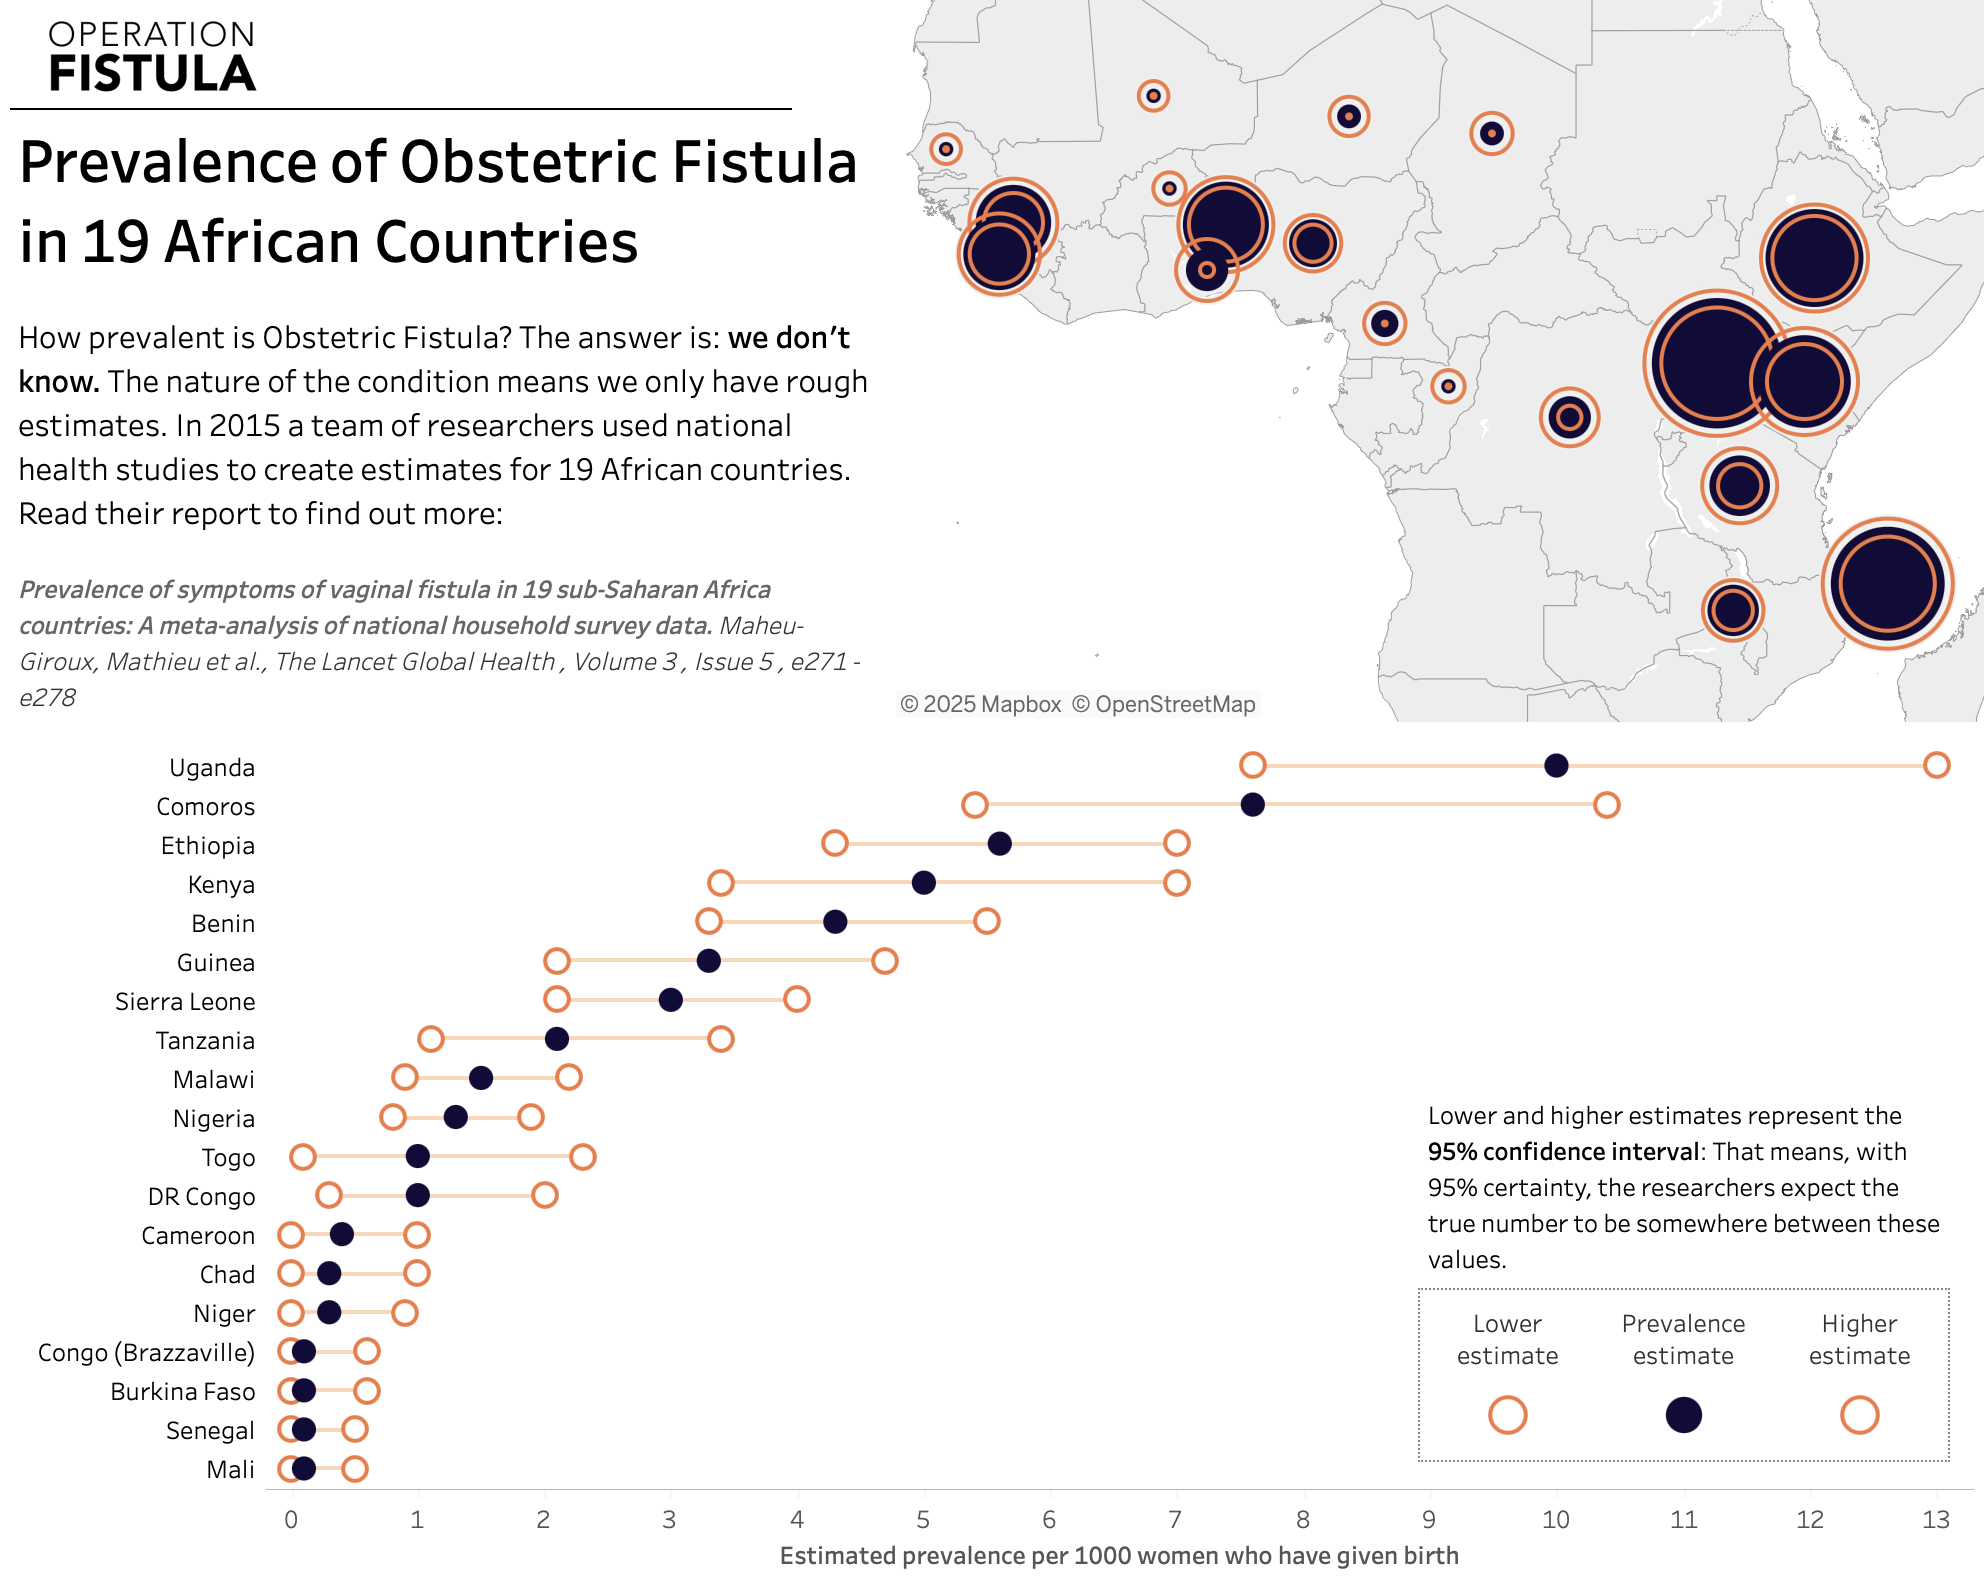 OPERATION
FISTULA
Prevalence of Obstetric Fistula
in 19 African Countries
How prevalent is Obstetric Fistula? The answer is: we don’t
know. The nature of the condition means we only have rough
estimates. In 2015 a team of researchers used national
health studies to create estimates for 19 African countries.
Read their report to find out more:
Prevalence of symptoms of vaginal fistula in 19 sub-Saharan Africa
countries: A meta-analysis of national household survey data. Maheu-
Giroux, Mathieu et al., The Lancet Global Health , Volume 3 , Issue 5 , e271 -
e278
© 2025 Mapbox © OpenStreetMap
Uganda
Comoros
Ethiopia
Kenya
Benin
Guinea
Sierra Leone
Tanzania
Malawi
Nigeria
Togo
DR Congo
Cameroon
Chad
Niger
Congo (Brazzaville)
Burkina Faso
Senegal
Mali
Lower and higher estimates represent the
95% confidence interval: That means, with
95% certainty, the researchers expect the
true number to be somewhere between these
values.
Lower estimate
Prevalence estimate
Higher estimate
0 1 2 3 4 5 6 7 8 9 10 11 12 13
Estimated prevalence per 1000 women who have given birth